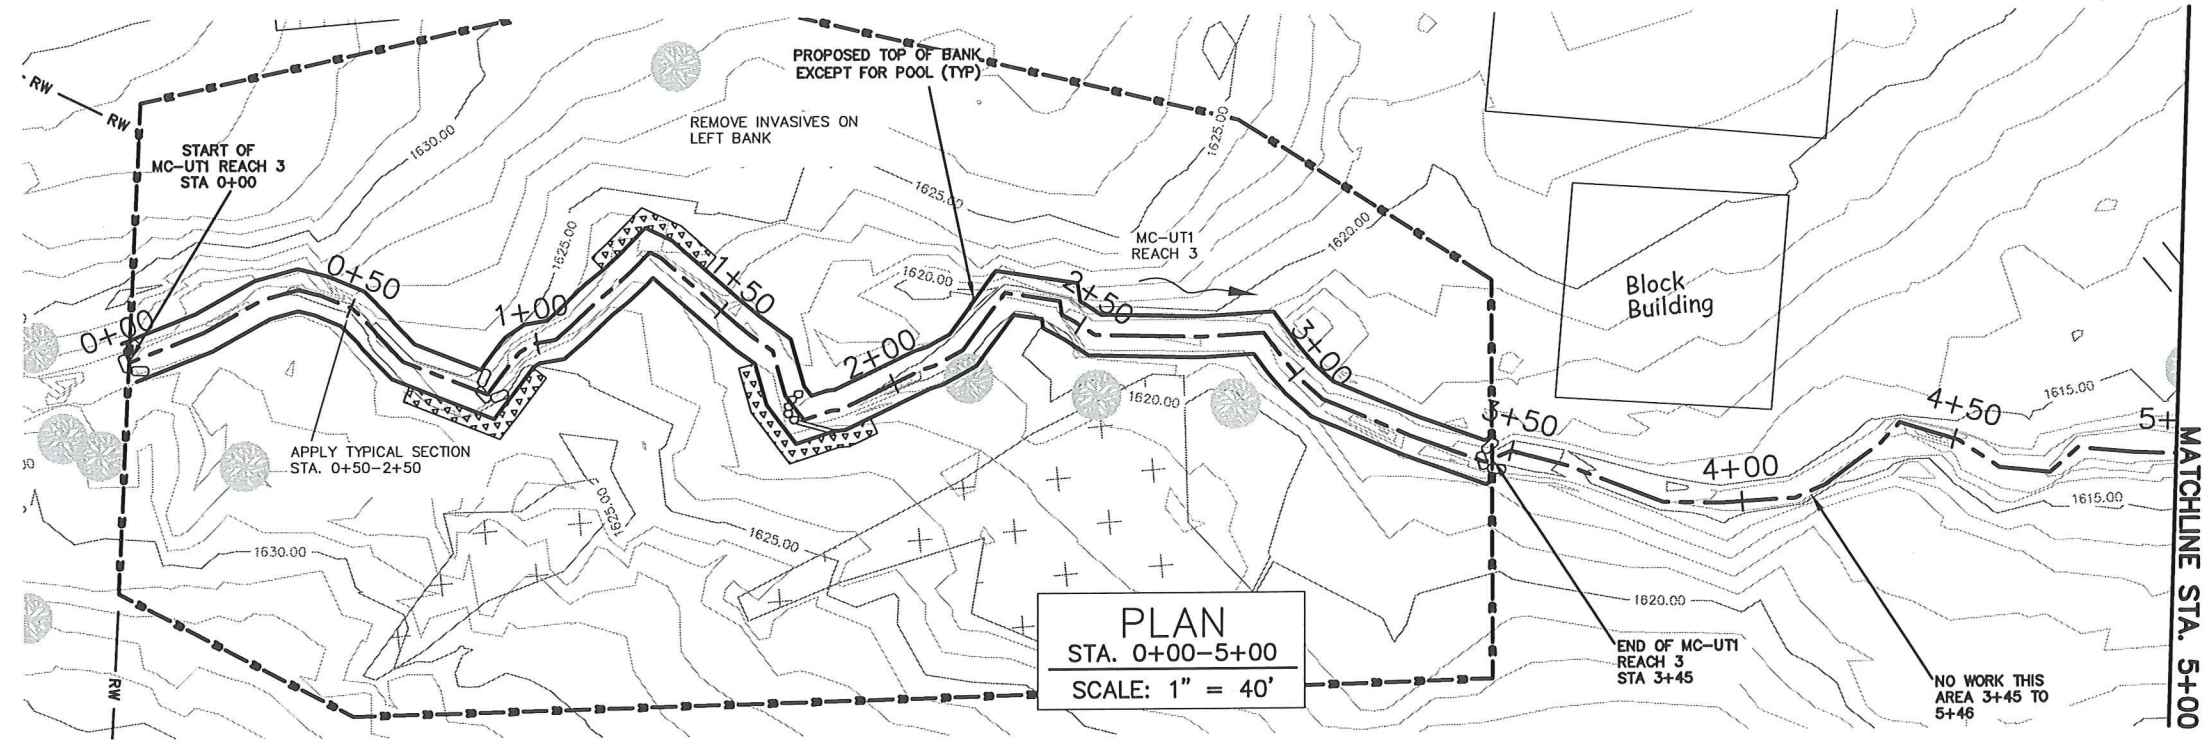 PROPOSED TOP OF BANK
EXCEPT FOR POOL (TYP)
RW
RW
REMOVE INVASIVES ON
LEFT BANK
1630.00
1625.00
START OF
MC-UT1 REACH 3
STA 0+00
1625.00
1625.00
1620.00
MC-UT1
REACH 3
1620.00
Block
Building
0+00
0+50
1+00
1+50
2+00
2+50
3+00
3+50
4+00
4+50
5+
1620.00
1615.00
1615.00
APPLY TYPICAL SECTION
STA. 0+50-2+50
1625.00
1625.00
1630.00
1620.00
PLAN
STA. 0+00-5+00
SCALE: 1" = 40'
END OF MC-UT1
REACH 3
STA 3+45
NO WORK THIS
AREA 3+45 TO
5+46
RW
MATCHLINE STA. 5+00